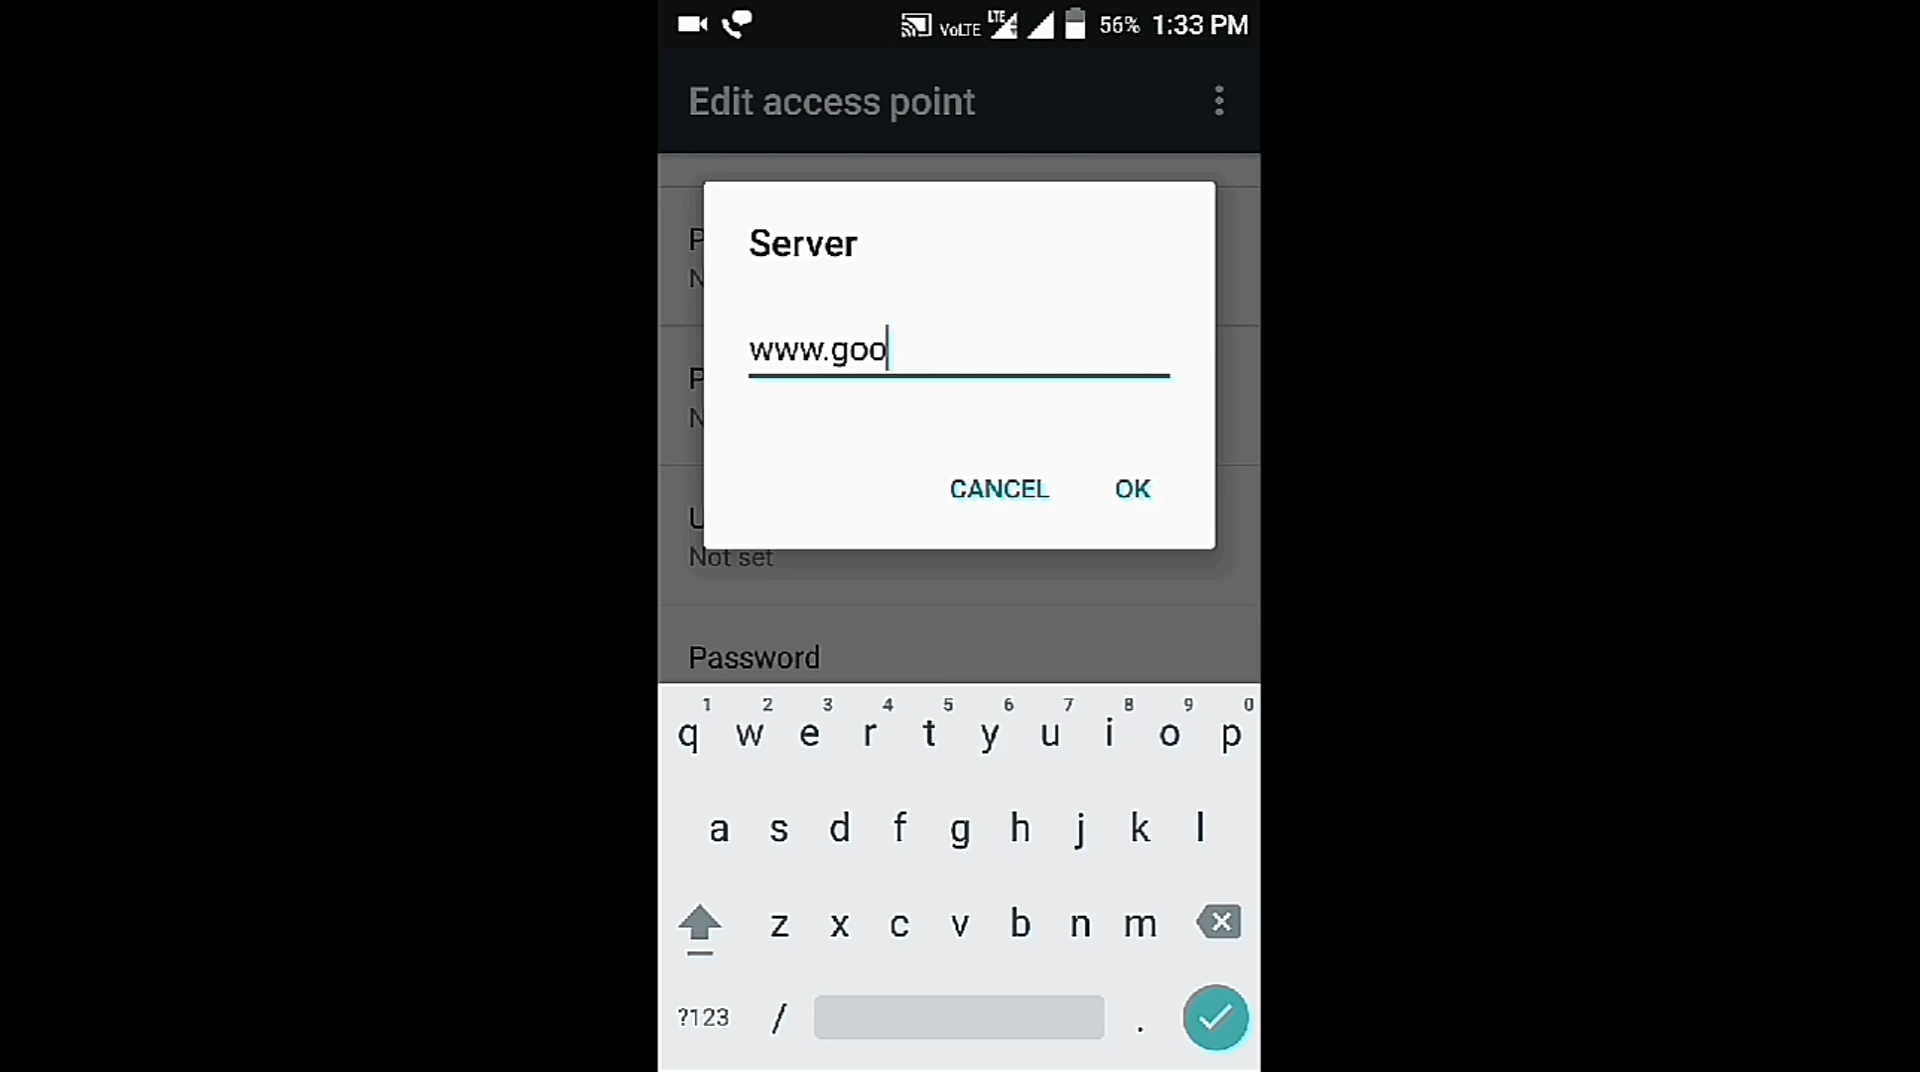 VoLTE LTE 56% 1:33 PM
Edit access point
Server
www.goo
CANCEL OK
Not set
Password
1 2 3 4 5 6 7 8 9 0
q w e r t y u i o p
a s d f g h j k l
z x c v b n m
?123 / .